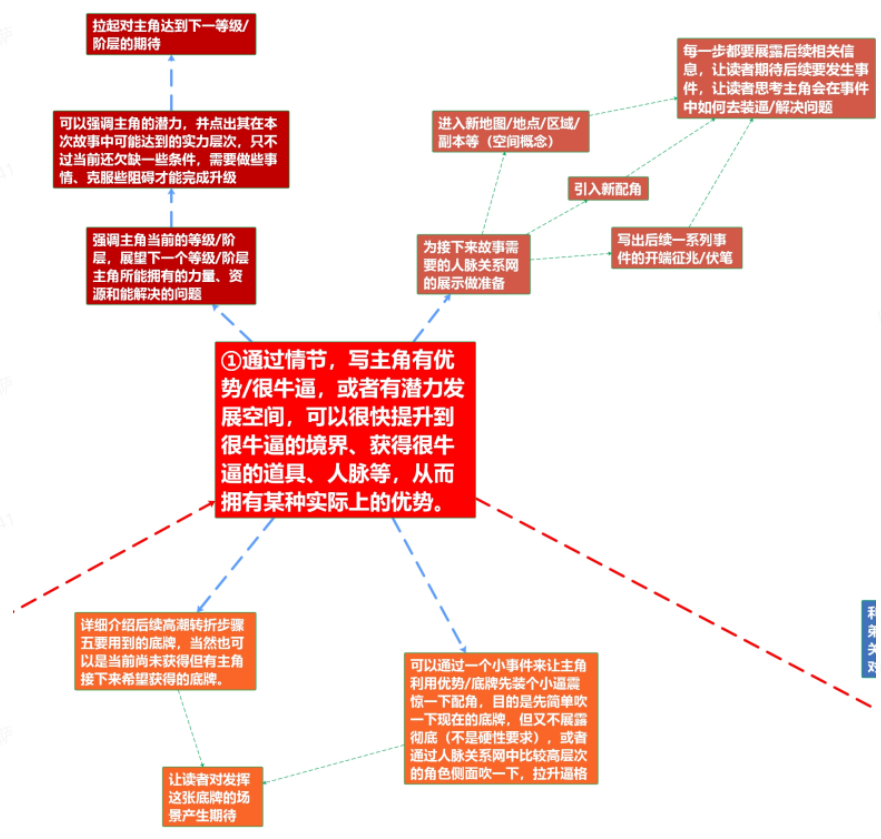 拉起对主角达到下一等级/
阶层的期待
可以强调主角的潜力，并点出其在本
次故事中可能达到的实力层次，只不
过当前还欠缺一些条件，需要做些事
情、克服些阻碍才能完成升级
强调主角当前的等级/阶
层，展望下一个等级/阶层
主角所能拥有的力量、资
源和能解决的问题
每一步都要展露后续相关信
息，让读者期待后续要发生事
件，让读者思考主角会在事件
中如何去装逼/解决问题
进入新地图/地点/区域/
副本等（空间概念）
引入新配角
为接下来故事需
要的人脉关系网
的展示做准备
写出后续一系列事
件的开端征兆/伏笔
①通过情节，写主角有优
势/很牛逼，或者有潜力发
展空间，可以很快提升到
很牛逼的境界、获得很牛
逼的道具、人脉等，从而
拥有某种实际上的优势。
详细介绍后续高潮转折步骤
五要用到的底牌，当然也可
以是当前尚未获得但有主角
接下来希望获得的底牌。
可以通过一个小事件来让主角
利用优势/底牌先装个小逼震
惊一下配角，目的是先简单吹
一下现在的底牌，但又不展露
彻底（不是硬性要求），或者
通过人脉关系网中比较高层次
的角色侧面吹一下，拉升逼格
让读者对发挥
这张底牌的场
景产生期待
弟
关
对